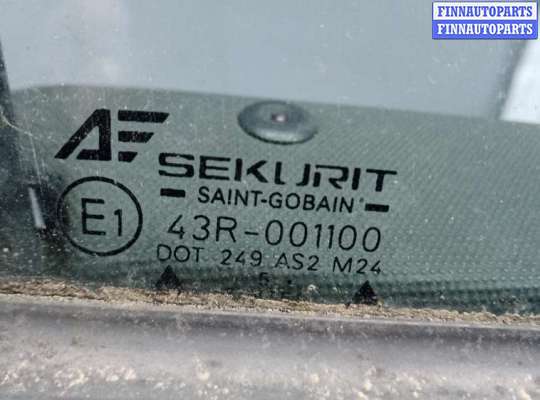 FINNAUTOPARTS
FINNAUTOPARTS
AF SEKURIT
SAINT-GOBAIN
E1 43R-001100
DOT 249 AS2 M24